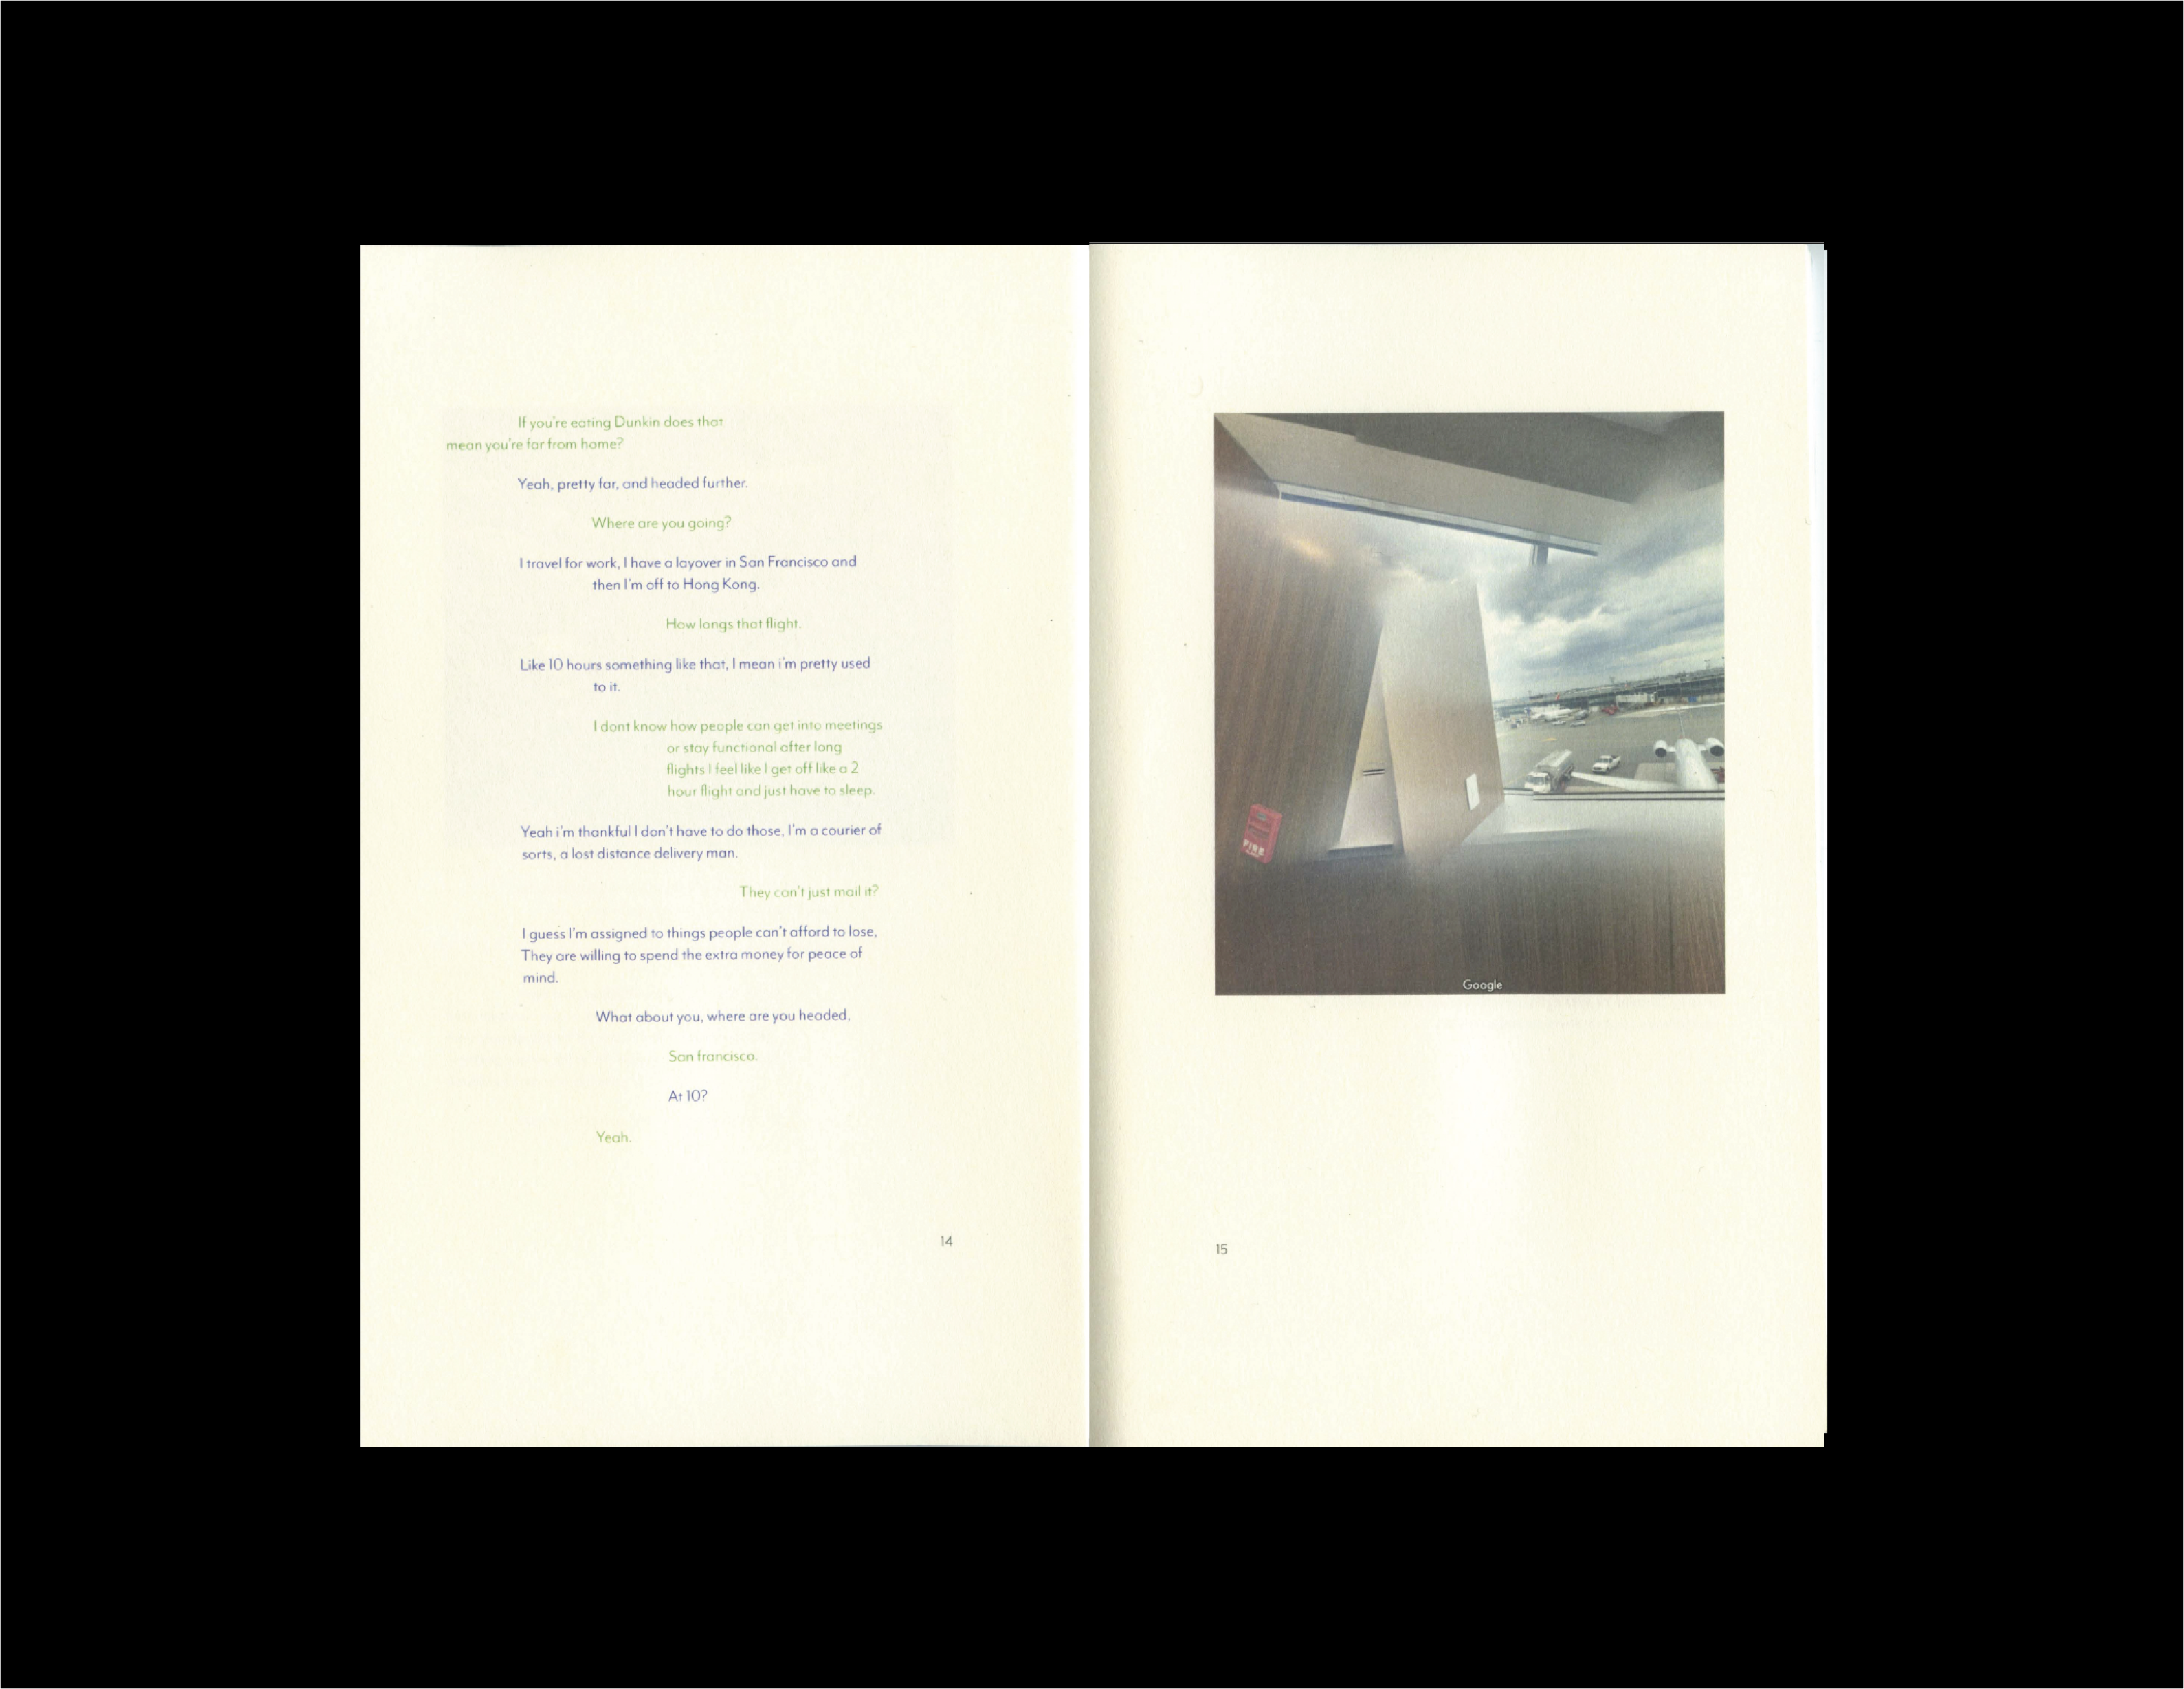 If you're eating Dunkin does that
mean you're far from home?
Yeah, pretty far, and headed further.
Where are you going?
I travel for work, I have a layover in San Francisco and
then I'm off to Hong Kong.
How longs that flight.
Like 10 hours something like that, I mean i'm pretty used
to it.
I dont know how people can get into meetings
or stay functional after long
flights I feel like I get off like a 2
hour flight and just have to sleep.
Yeah i'm thankful I don't have to do those, I'm a courier of
sorts, a lost distance delivery man.
They can't just mail it?
I guess I'm assigned to things people can't afford to lose,
They are willing to spend the extra money for peace of
mind.
What about you, where are you headed,
San francisco.
At 10?
Yeah.
14
FIRE
Google
15